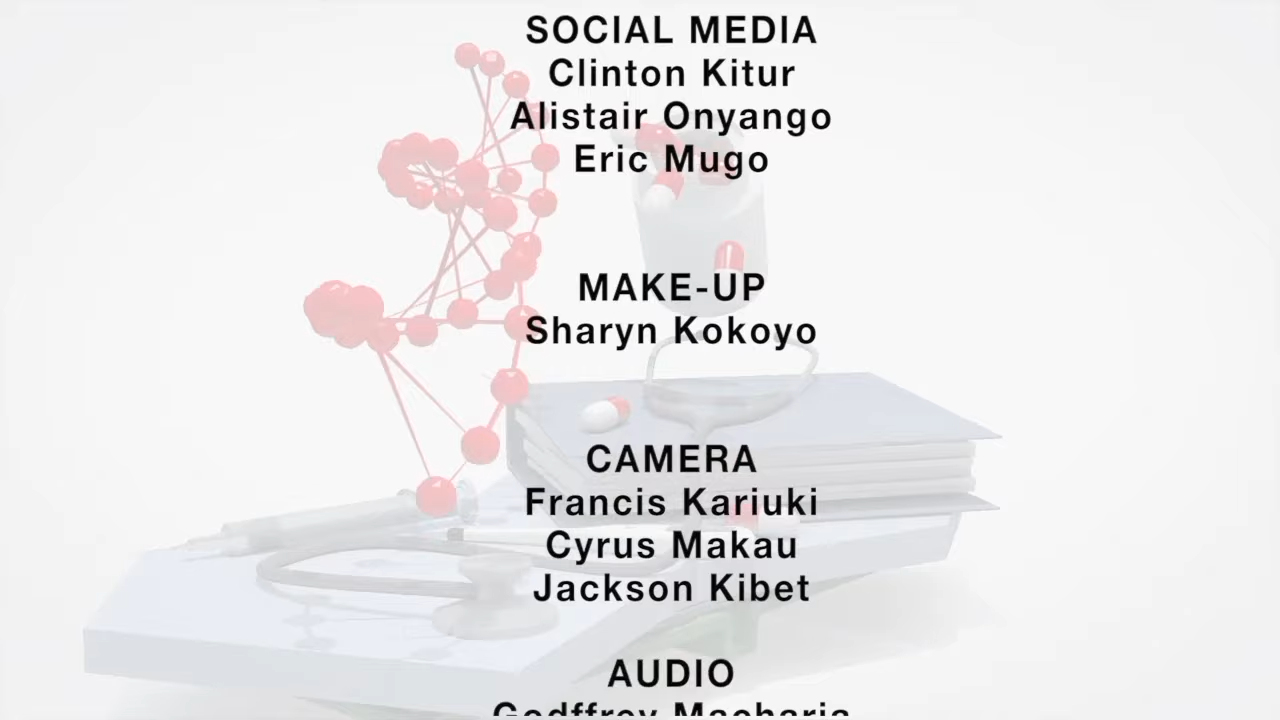 SOCIAL MEDIA
Clinton Kitur
Alistair Onyango
Eric Mugo
MAKE-UP
Sharyn Kokoyo
CAMERA
Francis Kariuki
Cyrus Makau
Jackson Kibet
AUDIO
Macharia